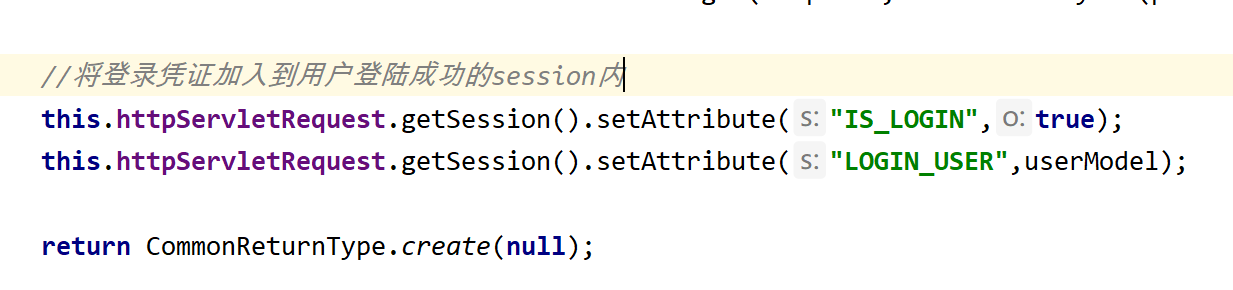 //将登录凭证加入到用户登陆成功的session内
this.httpServletRequest.getSession().setAttribute( s: "IS_LOGIN", o: true);
this.httpServletRequest.getSession().setAttribute( s: "LOGIN_USER",userModel);
return CommonReturnType.create(null);